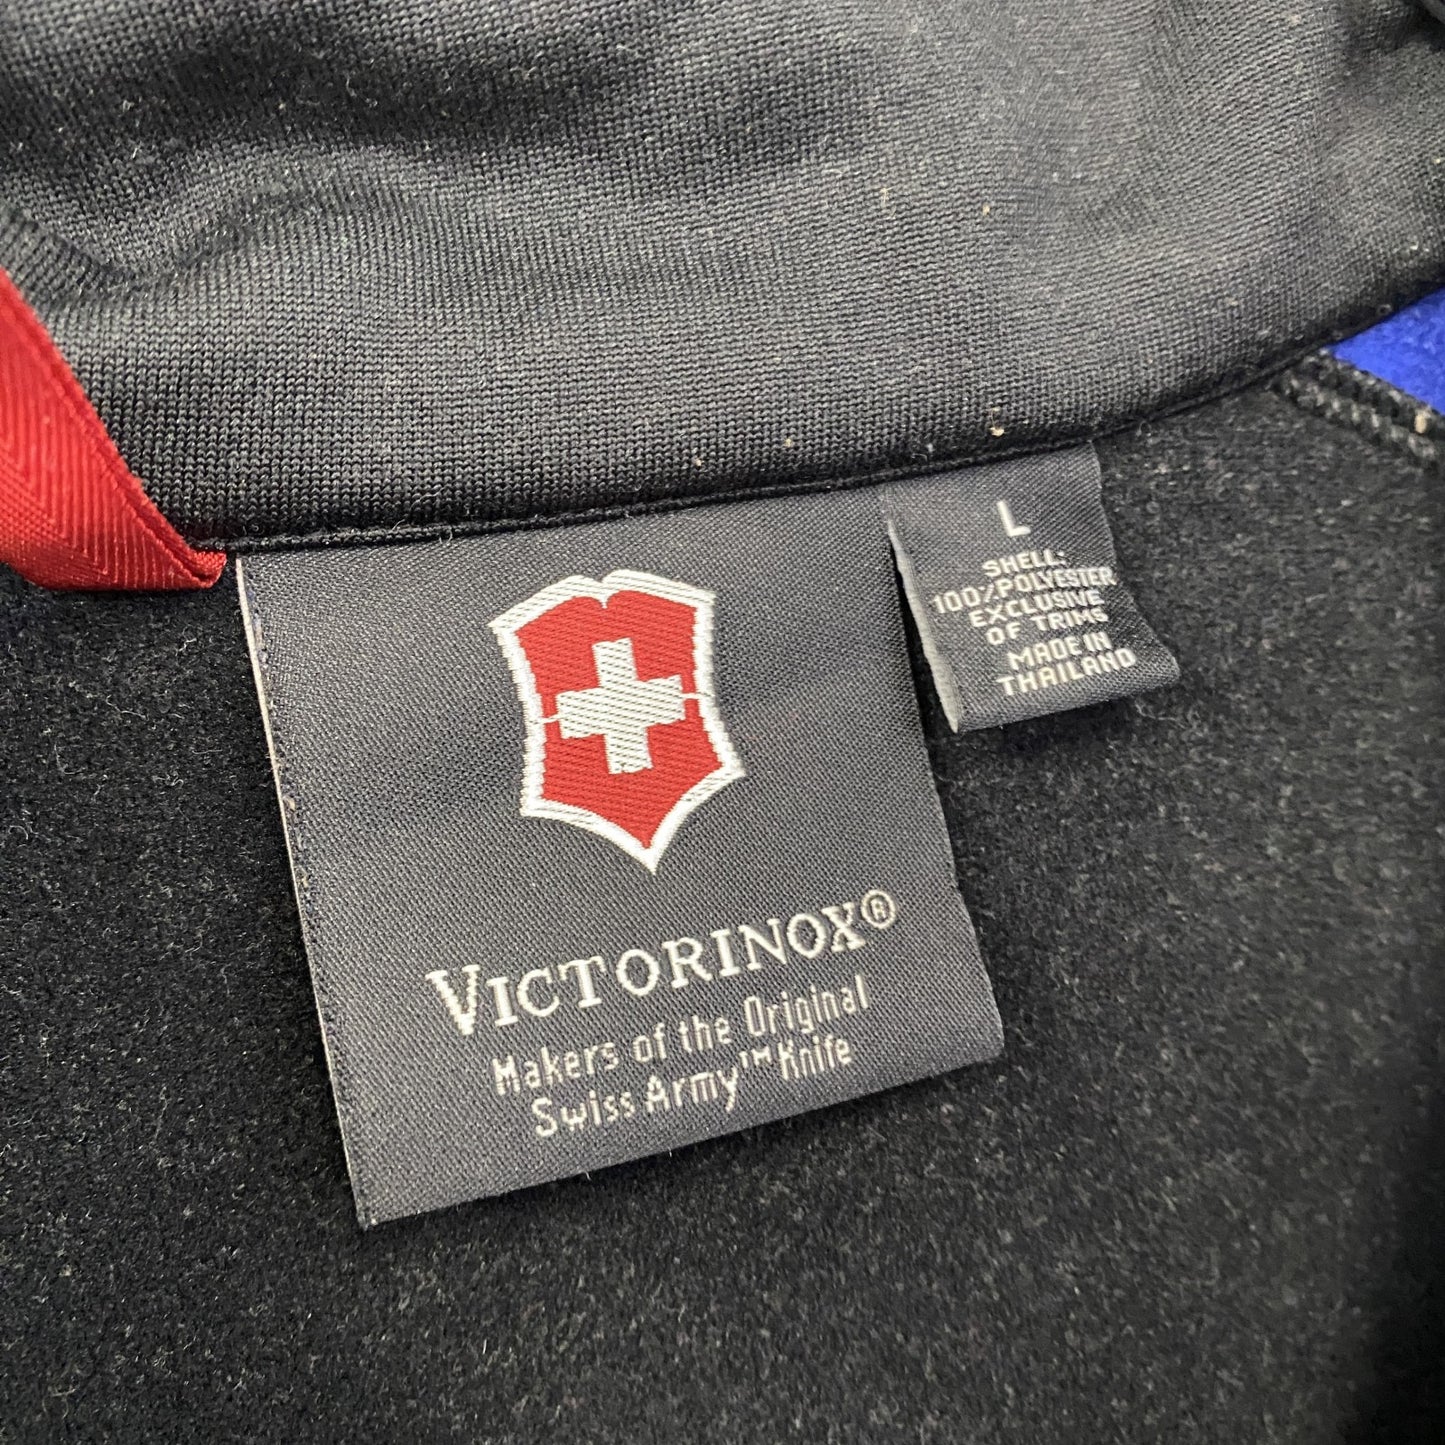 L
SHELL:
100%POLYESTER
EXCLUSIVE
OF TRIMS
MADE IN
THAILAND
VICTORINOX®
Makers of the Original
Swiss Army™ Knife